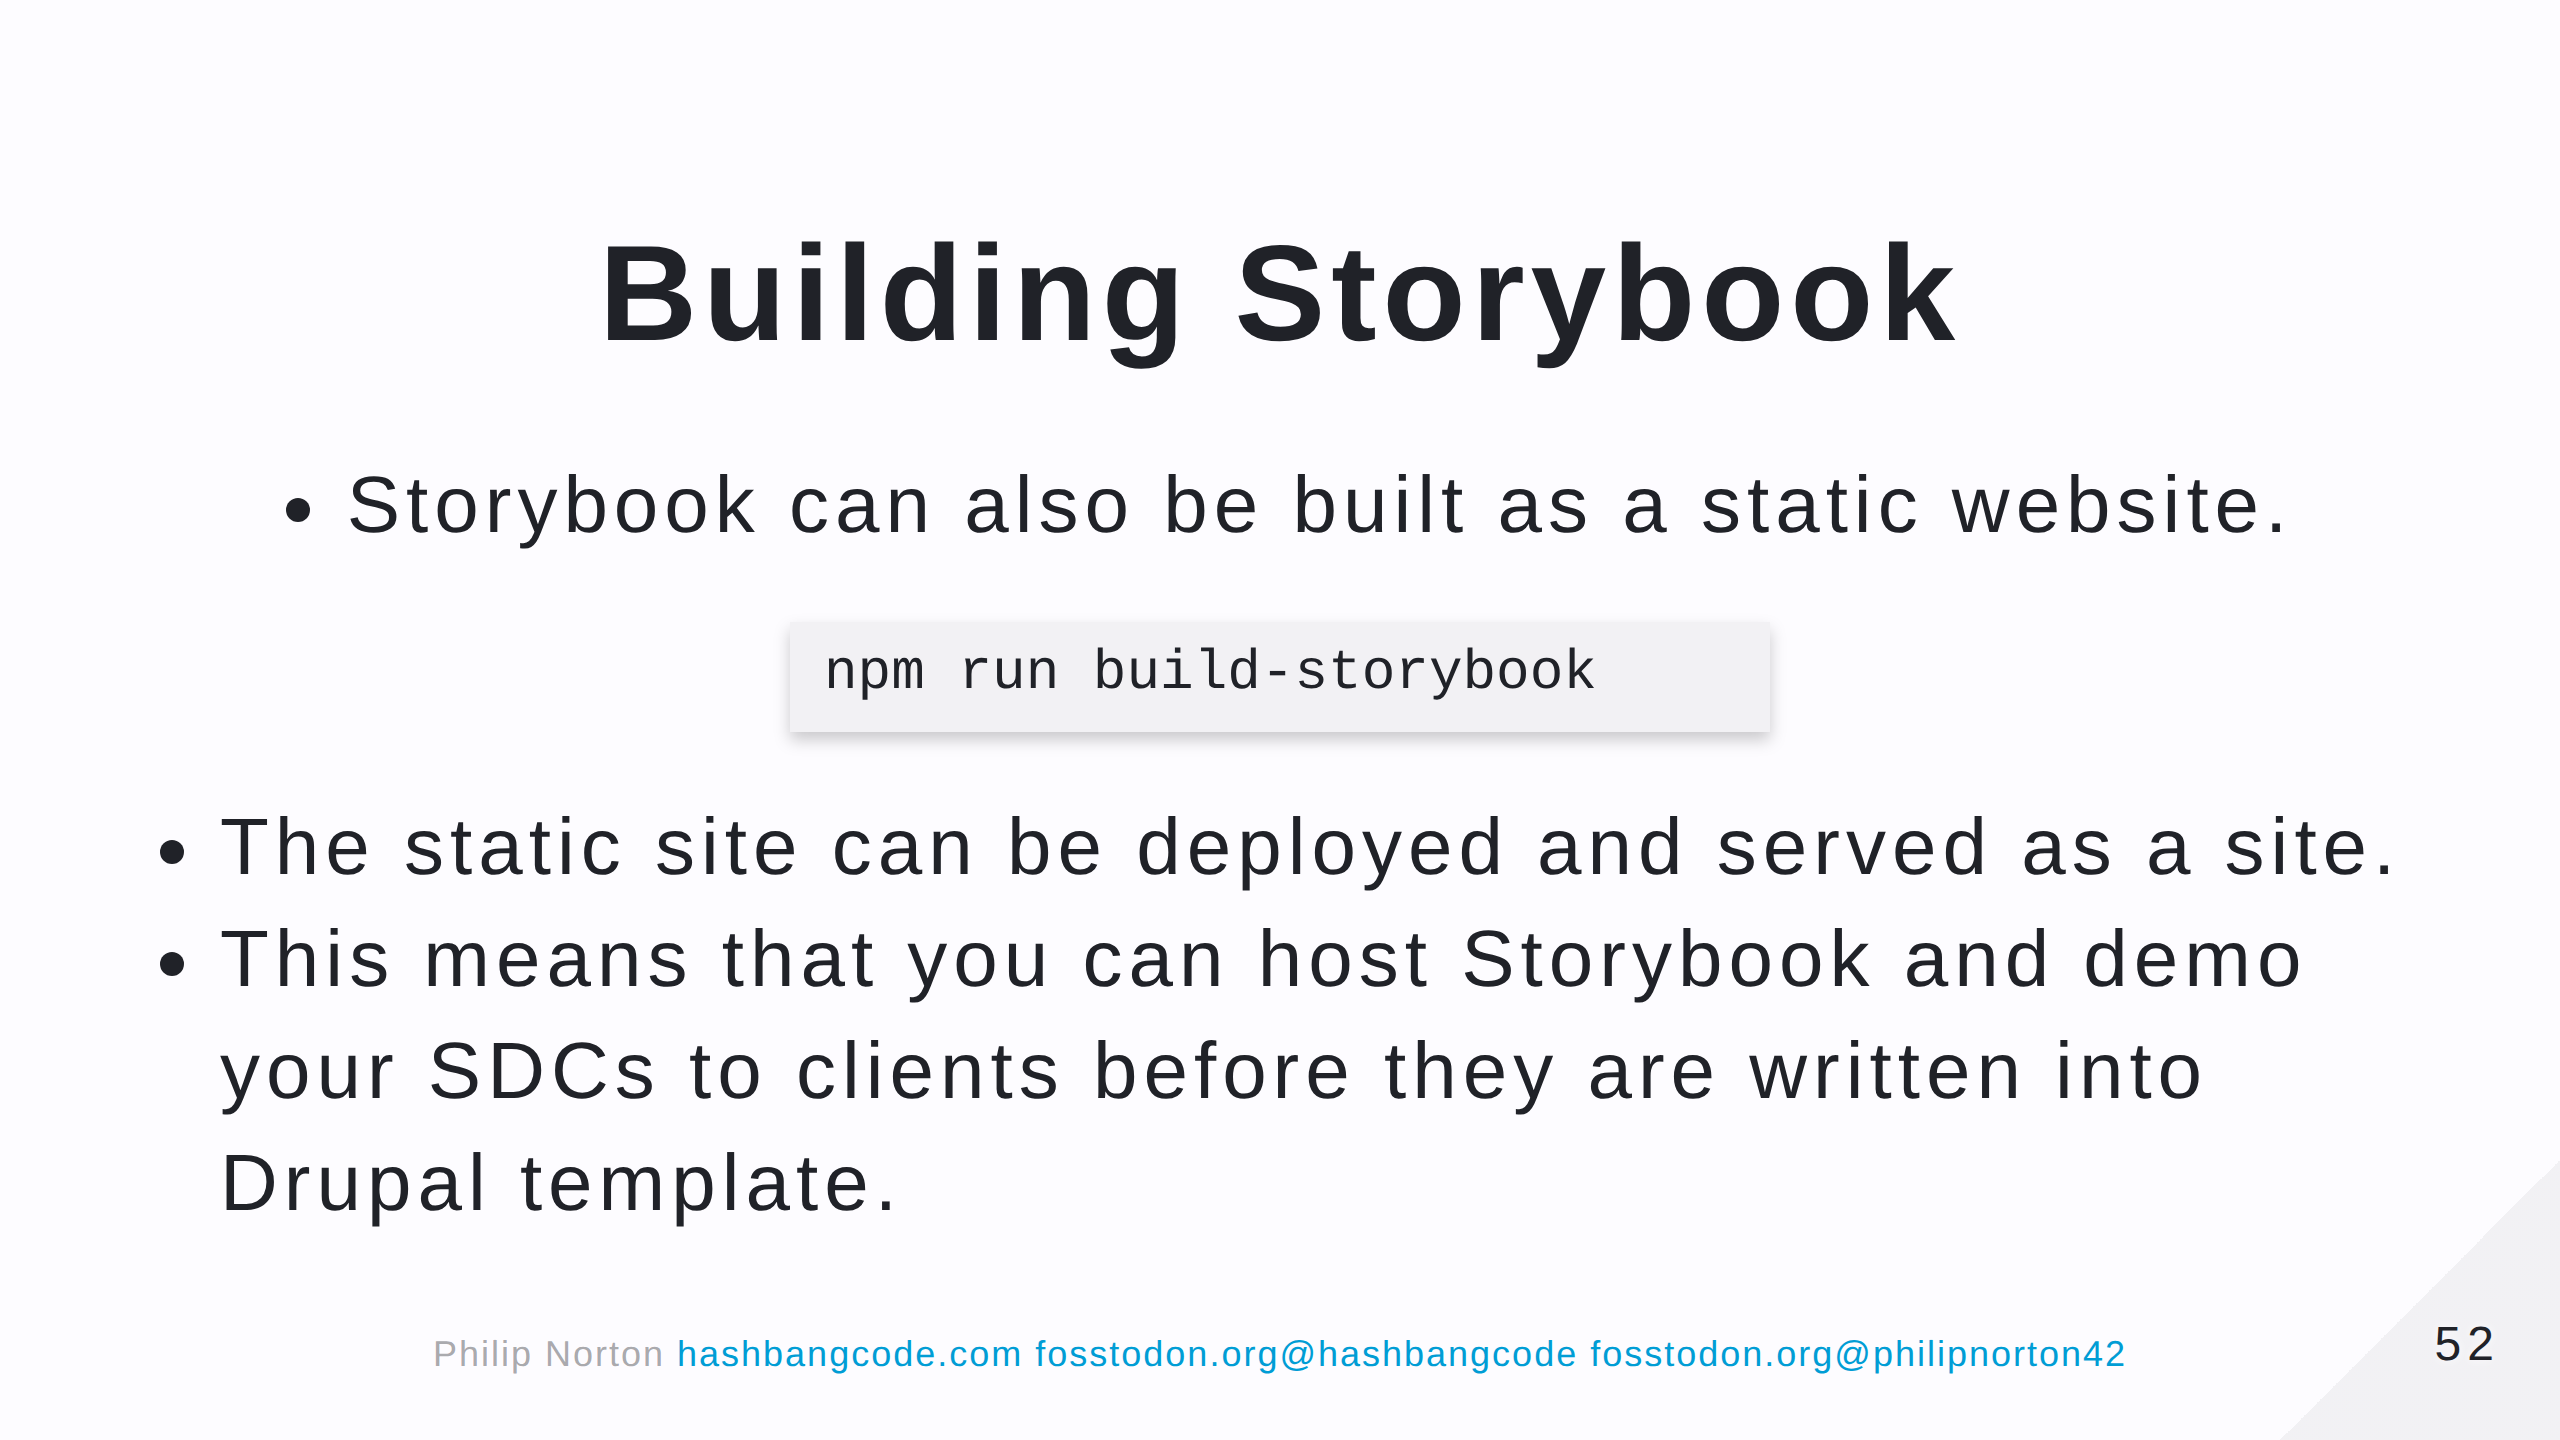 Building Storybook
• Storybook can also be built as a static website.
npm run build-storybook
• The static site can be deployed and served as a site.
• This means that you can host Storybook and demo
your SDCs to clients before they are written into
Drupal template.
Philip Norton hashbangcode.com fosstodon.org@hashbangcode fosstodon.org@philipnorton42
52